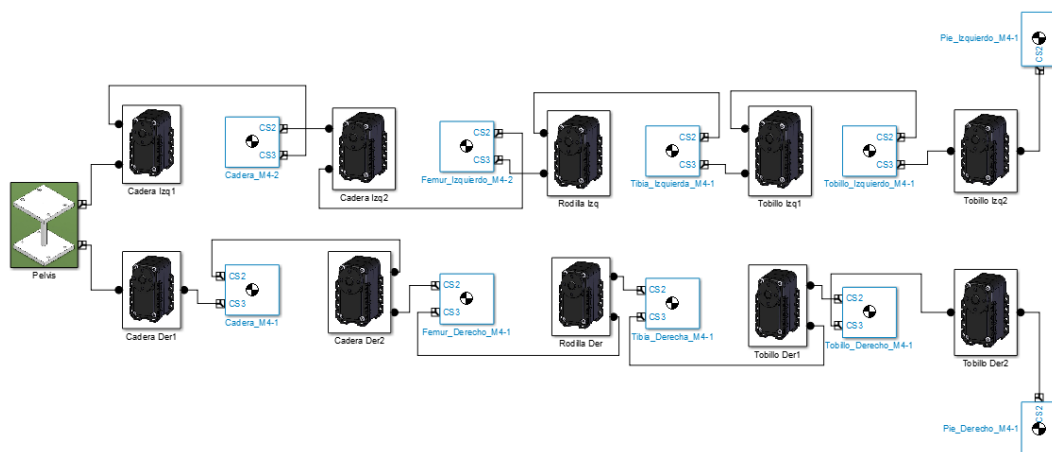 Pie_Izquierdo_M4-1
CS2
CS2
CS3
Cadera_M4-2
Cadera Izq1
Cadera Izq2
CS2
CS3
Femur_Izquierdo_M4-2
Rodilla Izq
CS2
CS3
Tibia_Izquierda_M4-1
Tobillo Izq1
CS2
CS3
Tobillo_Izquierdo_M4-1
Tobillo Izq2
Pelvis
Cadera Der1
CS2
CS3
Cadera_M4-1
Cadera Der2
CS2
CS3
Femur_Derecho_M4-1
Rodilla Der
CS2
CS3
Tibia_Derecha_M4-1
Tobillo Der1
CS2
CS3
Tobillo_Derecho_M4-1
Tobillo Der2
CS2
Pie_Derecho_M4-1